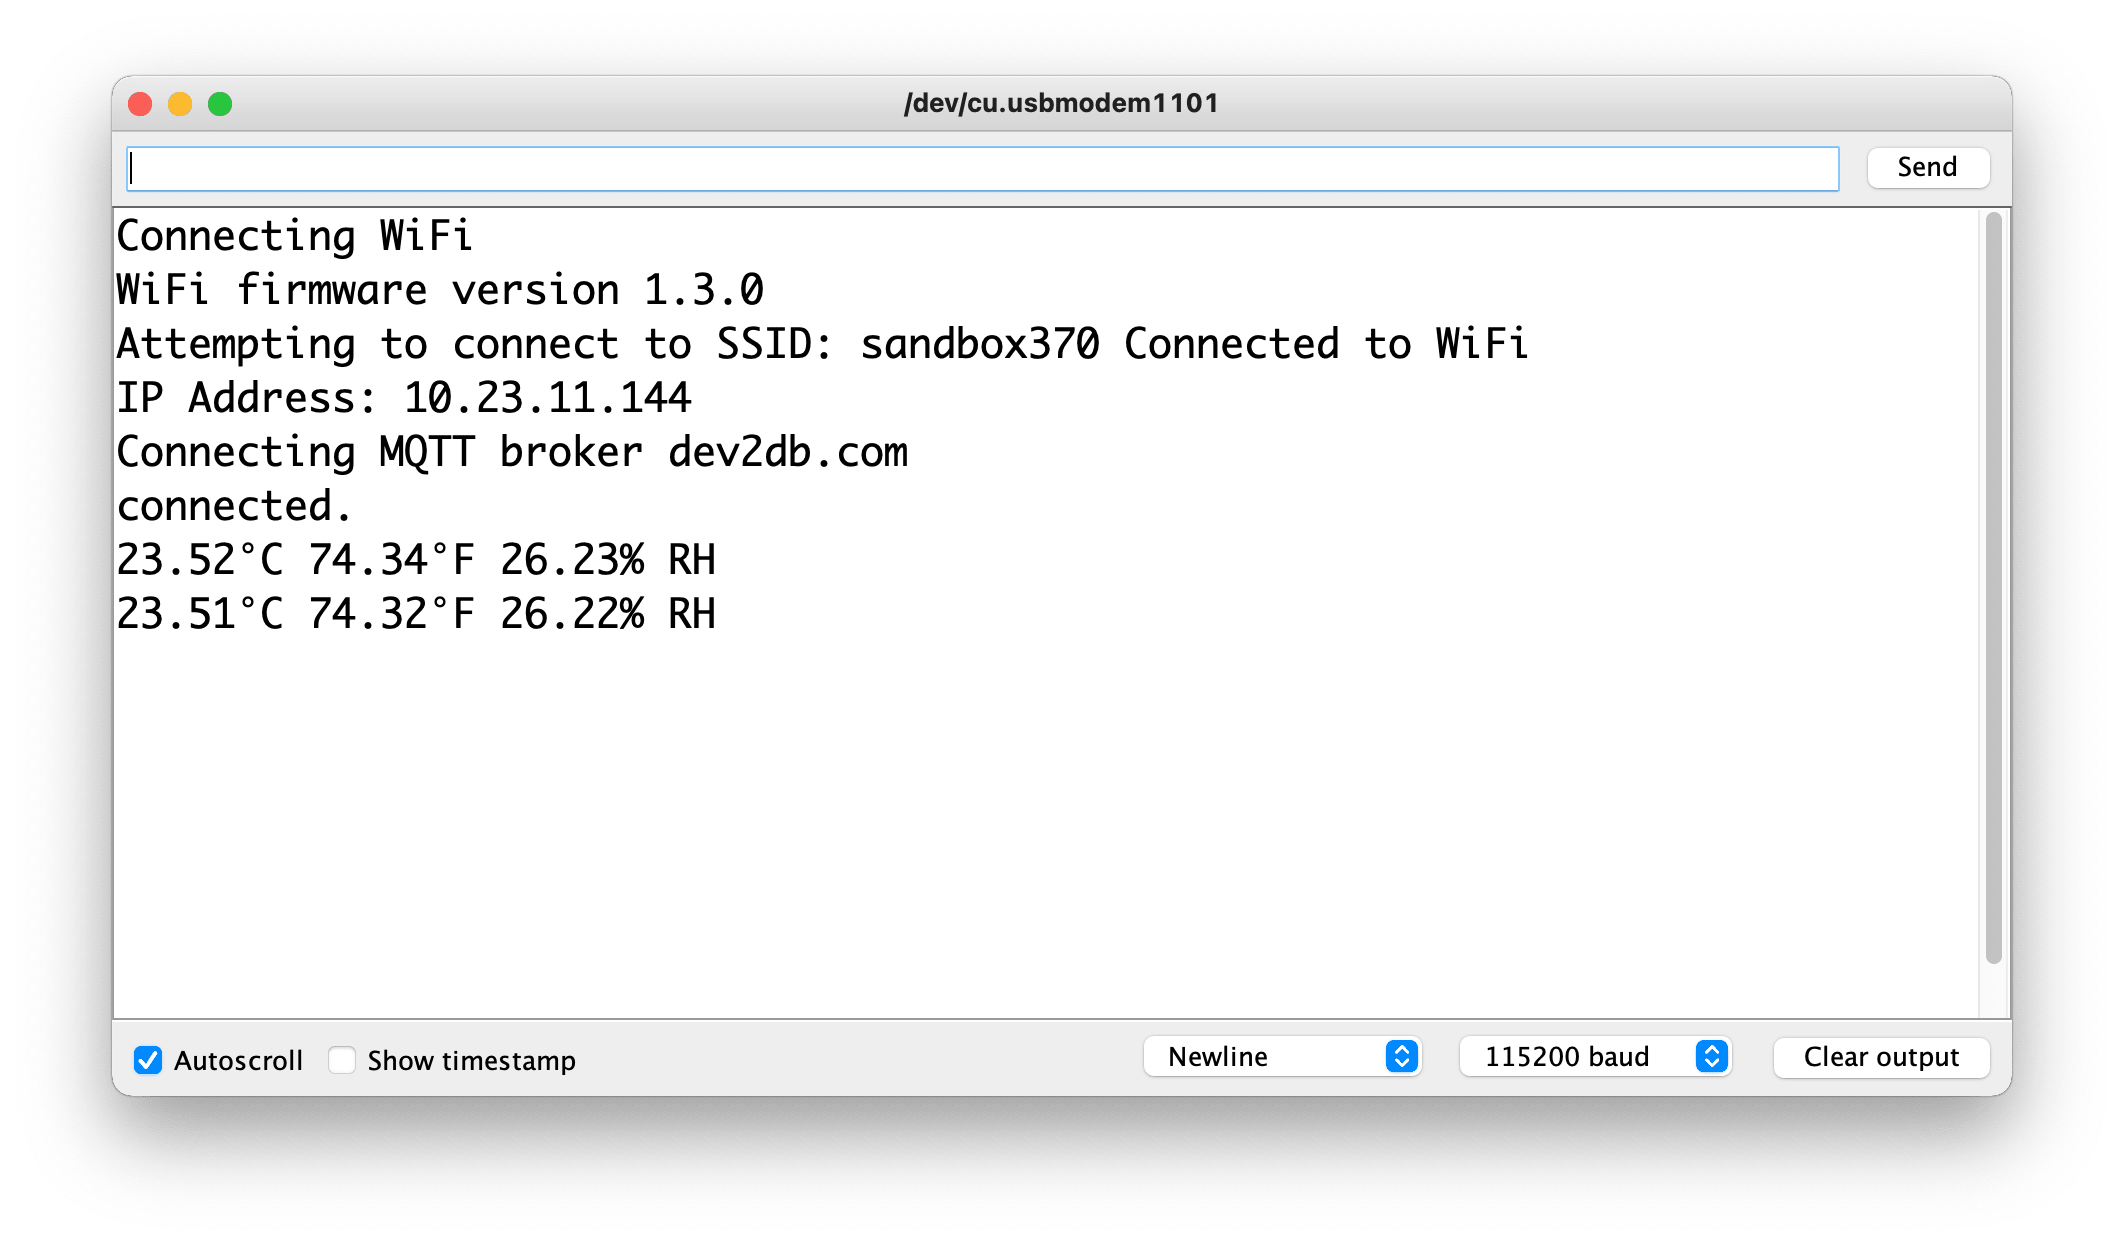 /dev/cu.usbmodem1101
Send
Connecting WiFi
WiFi firmware version 1.3.0
Attempting to connect to SSID: sandbox370 Connected to WiFi
IP Address: 10.23.11.144
Connecting MQTT broker dev2db.com
connected.
23.52°C 74.34°F 26.23% RH
23.51°C 74.32°F 26.22% RH
Autoscroll Show timestamp Newline 115200 baud Clear output